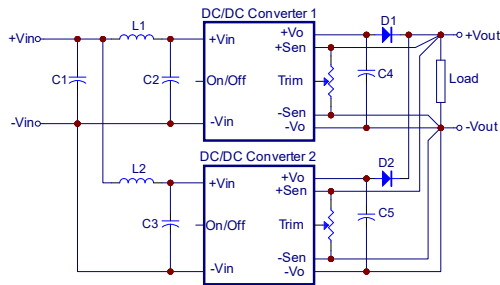 DC/DC Converter 1
D1
+Vin
L1
+Vin
+Vo
+Vout
+Sen
C1
C2
On/Off
Trim
C4
Load
-Vin
-Vin
-Sen
-Vo
-Vout
DC/DC Converter 2
L2
D2
+Vin
+Vo
+Sen
C3
On/Off
Trim
C5
-Sen
-Vin
-Vo